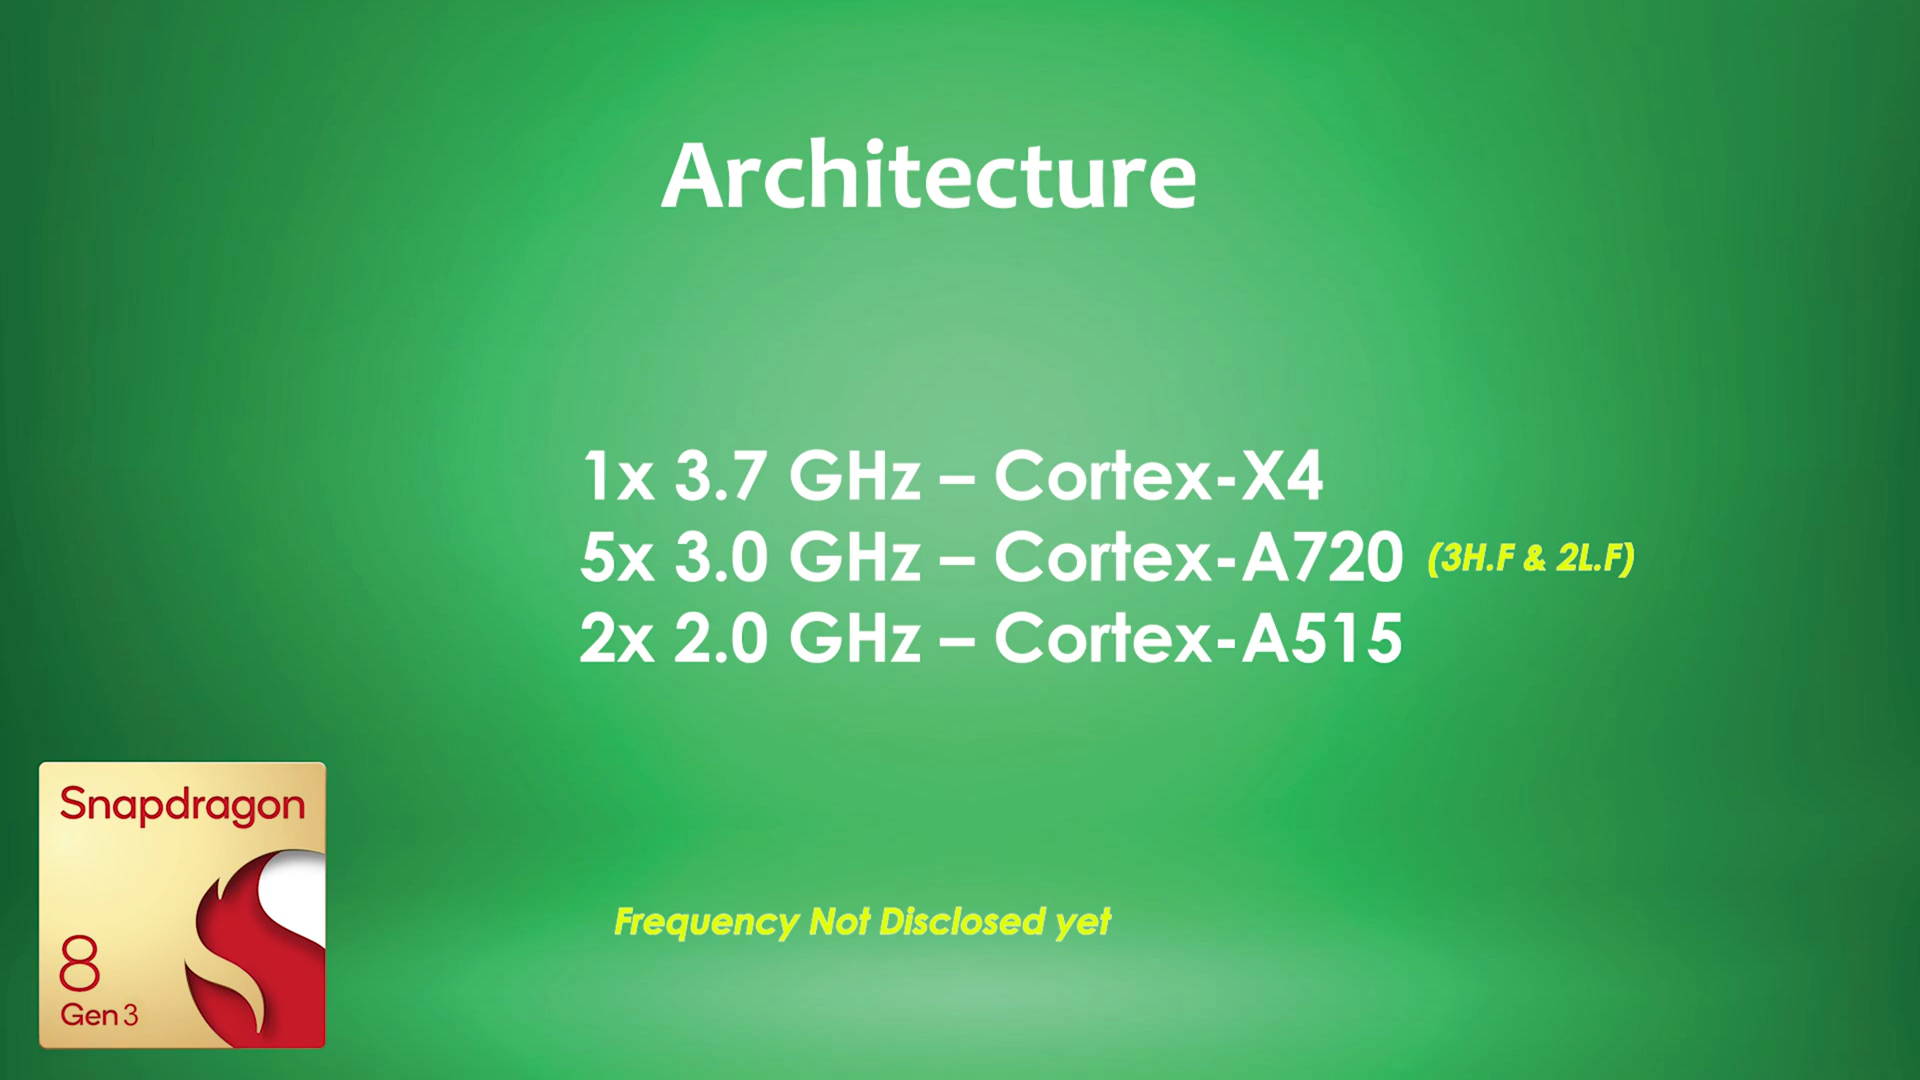 Architecture
1x 3.7 GHz – Cortex-X4
5x 3.0 GHz – Cortex-A720 (3H.F & 2L.F)
2x 2.0 GHz – Cortex-A515
Snapdragon
8
Gen 3
Frequency Not Disclosed yet